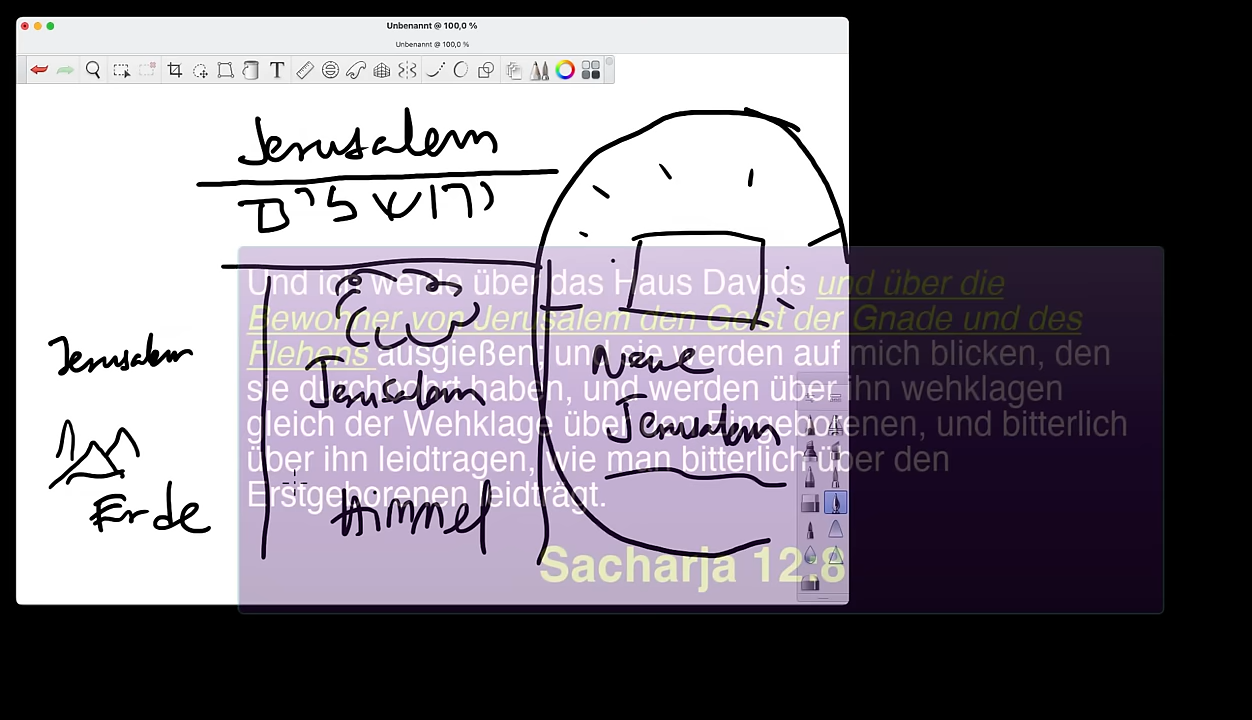 Unbenannt @ 100,0 %
Unbenannt @ 100,0 %
Jerusalem
ירושלים
Und ich werde über das Haus Davids und über die
Bewohner von Jerusalem den Geist der Gnade und des
Flehens ausgießen; und sie werden auf mich blicken, den
sie durchbohrt haben, und werden über ihn wehklagen
gleich der Wehklage über den Eingeborenen, und bitterlich
über ihn leidtragen, wie man bitterlich über den
Erstgeborenen leidträgt.
Sacharja 12:8
Jerusalem
Erde
Jerusalem
Himmel
Neue
Jerusalem